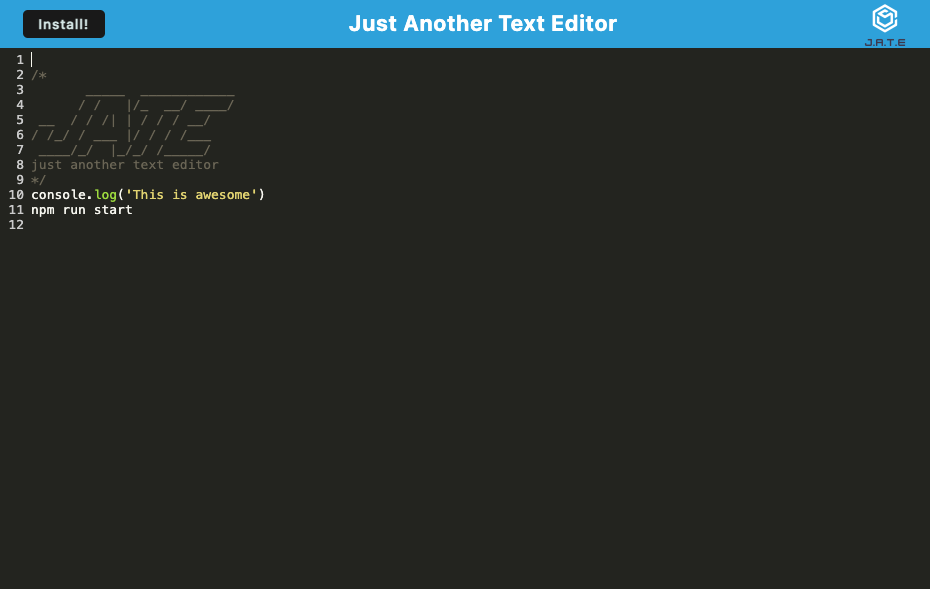 Install!
Just Another Text Editor
J.A.T.E
1
2 /*
3        _____  ____________
4       / /   |/_  __/ ____/
5  __  / / /| | / / / __/
6 / /_/ / ___ |/ / / /___
7  ____/_/  |_/_/ /_____/
8 just another text editor
9 */
10 console.log('This is awesome')
11 npm run start
12